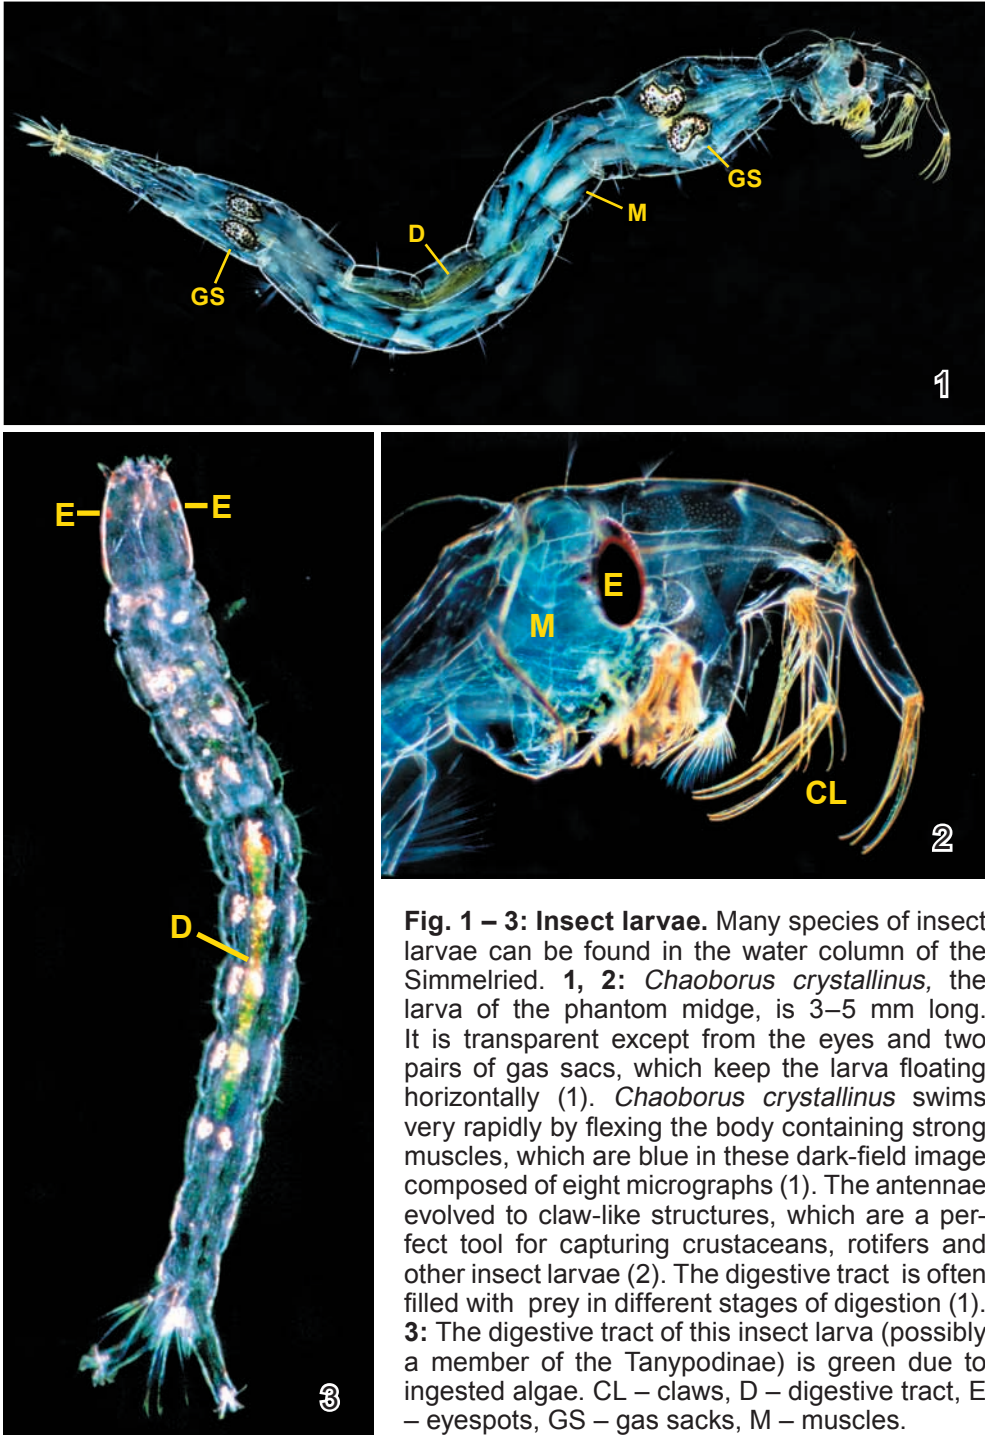 GS
M
D
GS
1
E
E
D
3
M
E
CL
2
Fig. 1 – 3: Insect larvae. Many species of insect
larvae can be found in the water column of the
Simmelried. 1, 2: Chaoborus crystallinus, the
larva of the phantom midge, is 3–5 mm long.
It is transparent except from the eyes and two
pairs of gas sacs, which keep the larva floating
horizontally (1). Chaoborus crystallinus swims
very rapidly by flexing the body containing strong
muscles, which are blue in these dark-field image
composed of eight micrographs (1). The antennae
evolved to claw-like structures, which are a per-
fect tool for capturing crustaceans, rotifers and
other insect larvae (2). The digestive tract is often
filled with prey in different stages of digestion (1).
3: The digestive tract of this insect larva (possibly
a member of the Tanypodinae) is green due to
ingested algae. CL – claws, D – digestive tract, E
– eyespots, GS – gas sacks, M – muscles.